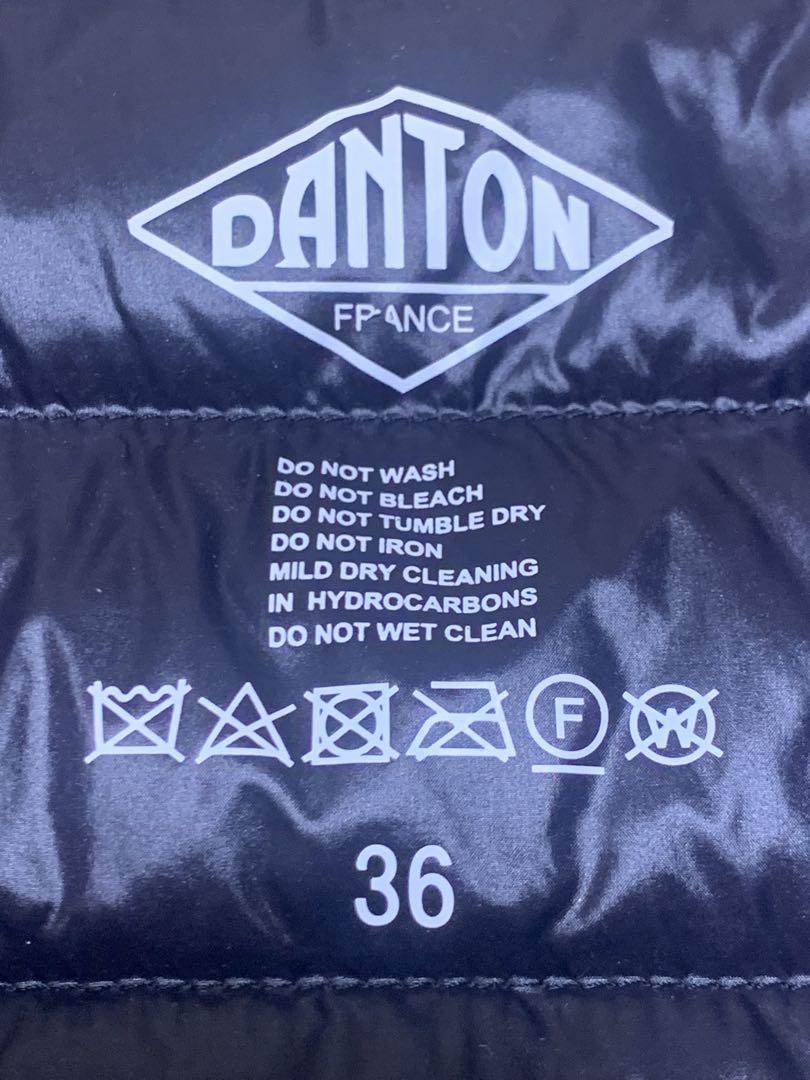 DANTON
FRANCE
DO NOT WASH
DO NOT BLEACH
DO NOT TUMBLE DRY
DO NOT IRON
MILD DRY CLEANING
IN HYDROCARBONS
DO NOT WET CLEAN
F W
36